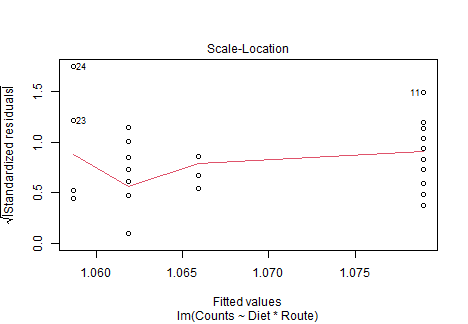 Scale-Location
√|Standardized residuals|
1.5
1.0
0.5
0.0
24
23
11
1.060
1.065
1.070
1.075
Fitted values
lm(Counts ~ Diet * Route)